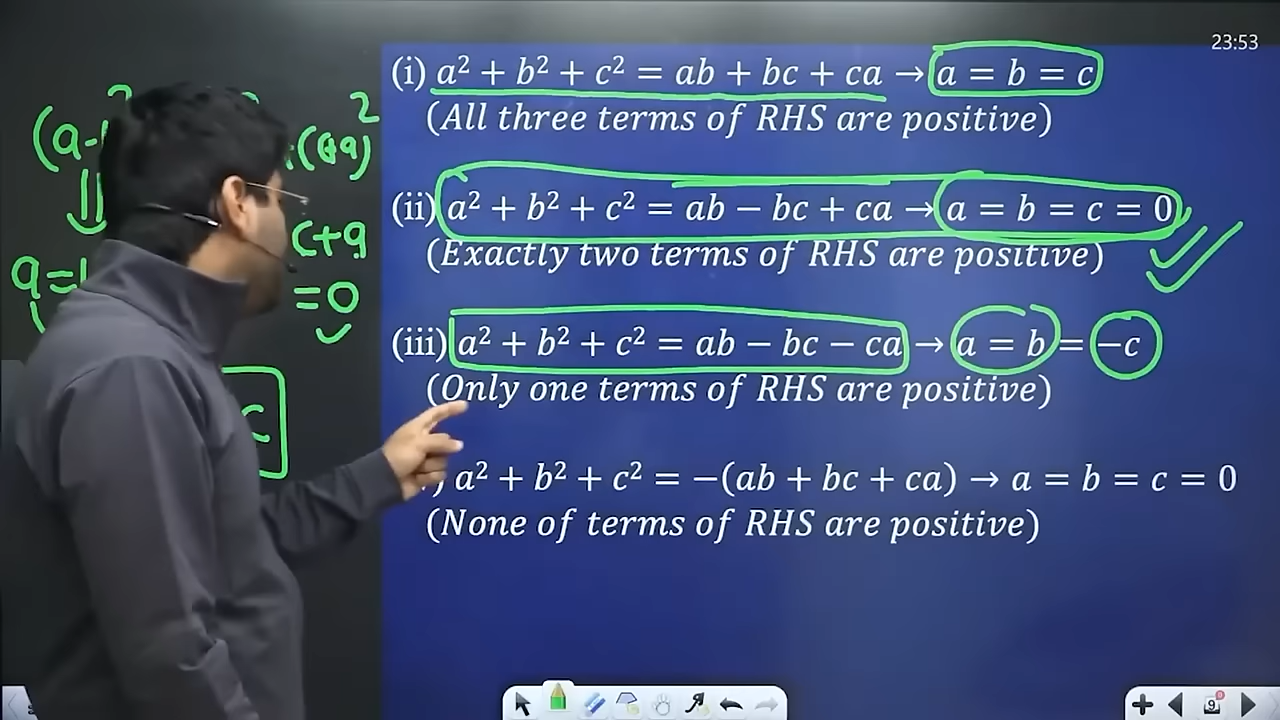 23:53
(i) a² + b² + c² = ab + bc + ca → a = b = c
(All three terms of RHS are positive)
(ii) a² + b² + c² = ab − bc + ca → a = b = c = 0
(Exactly two terms of RHS are positive)
(iii) a² + b² + c² = ab − bc − ca → a = b = −c
(Only one terms of RHS are positive)
a² + b² + c² = −(ab + bc + ca) → a = b = c = 0
(None of terms of RHS are positive)
c+a
=0
9